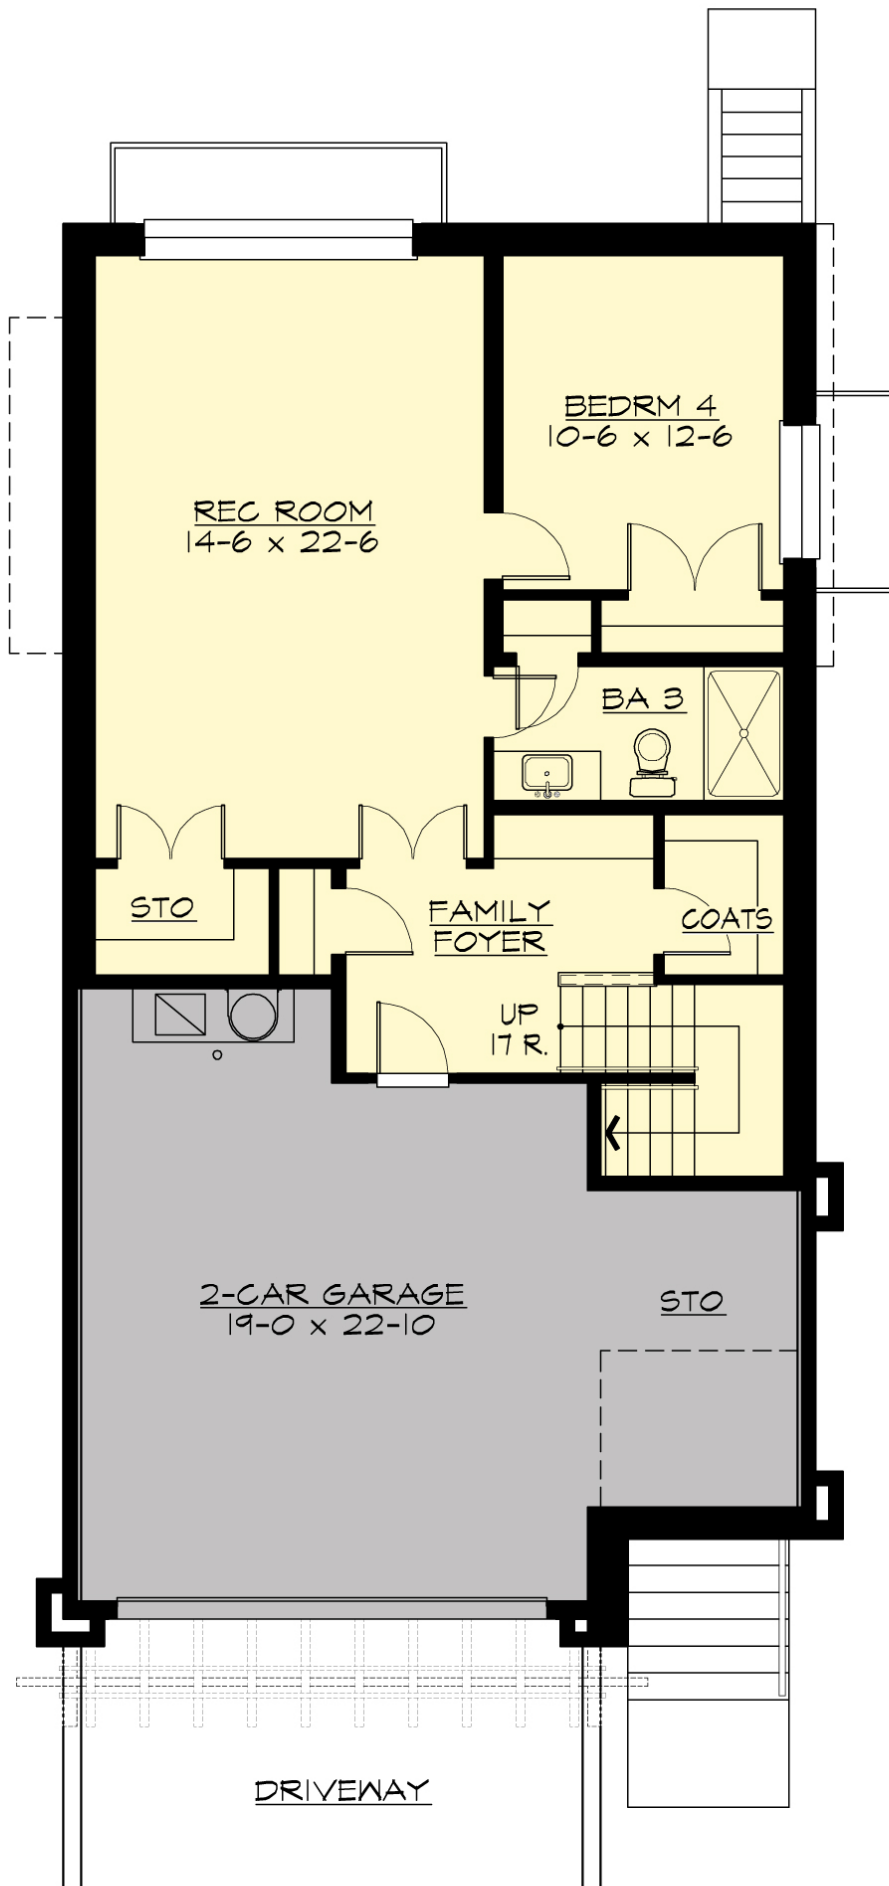 BEDRM 4
10-6 x 12-6
REC ROOM
14-6 x 22-6
BA 3
STO
FAMILY
FOYER
COATS
UP
17 R.
2-CAR GARAGE
19-0 x 22-10
STO
DRIVEWAY